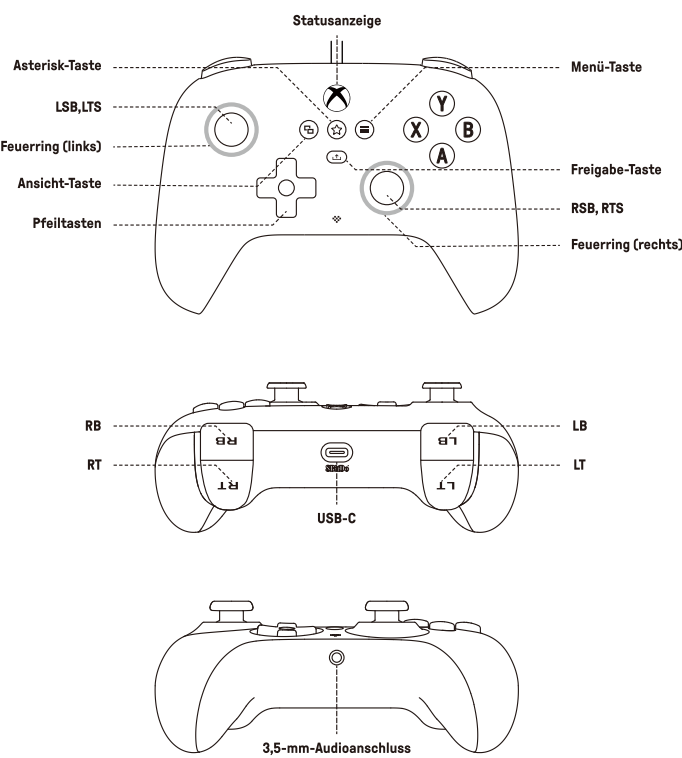 Statusanzeige
Asterisk-Taste
Menü-Taste
LSB,LTS
Y
X
B
A
Feuerring (links)
Freigabe-Taste
Ansicht-Taste
RSB, RTS
Pfeiltasten
Feuerring (rechts)
RB
RB
LB
LB
RT
RT
LT
LT
8BitDo
USB-C
3,5-mm-Audioanschluss